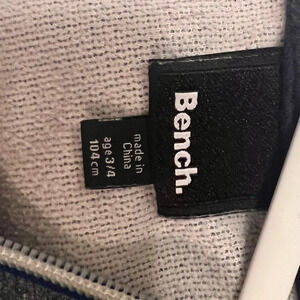 Bench.
made in
China
age 3/4
104 cm